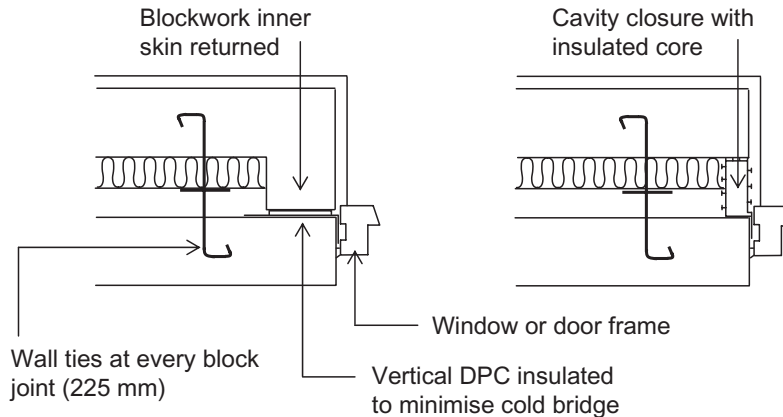 Blockwork inner
skin returned
Cavity closure with
insulated core
Window or door frame
Wall ties at every block
joint (225 mm)
Vertical DPC insulated
to minimise cold bridge